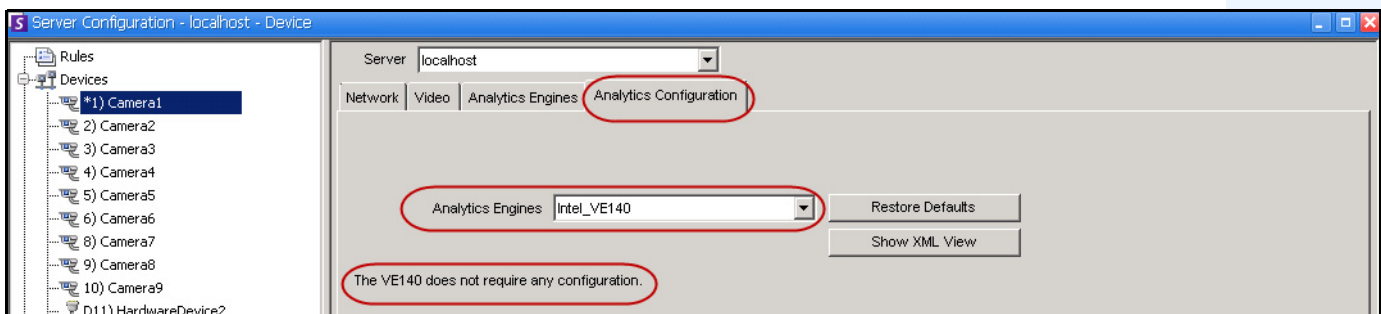 Server Configuration - localhost - Device
Rules
Devices
*1) Camera1
2) Camera2
3) Camera3
4) Camera4
5) Camera5
6) Camera6
8) Camera7
9) Camera8
10) Camera9
D11) HardwareDevice2
Server localhost
Network Video Analytics Engines Analytics Configuration
Analytics Engines Intel_VE140 Restore Defaults
Show XML View
The VE140 does not require any configuration.